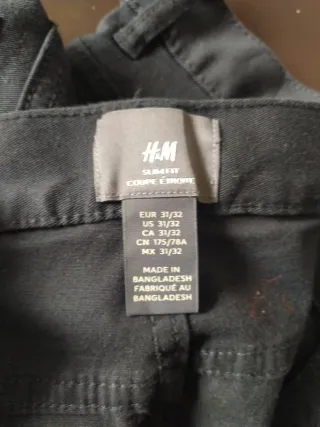 H&M
SLIM FIT
COUPE ÉTROITE
EUR 31/32
US 31/32
CA 31/32
CN 175/78A
MX 31/32
MADE IN
BANGLADESH
FABRIQUÉ AU
BANGLADESH